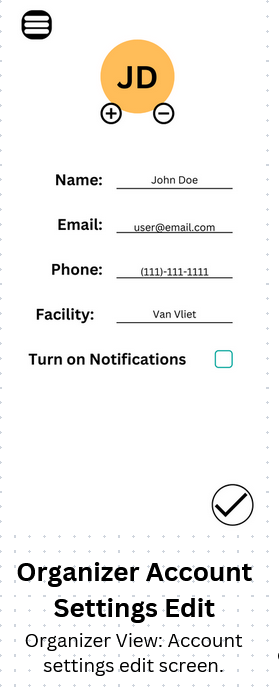 JD
Name: John Doe
Email: user@email.com
Phone: (111)-111-1111
Facility: Van Vliet
Turn on Notifications
Organizer Account
Settings Edit
Organizer View: Account
settings edit screen.